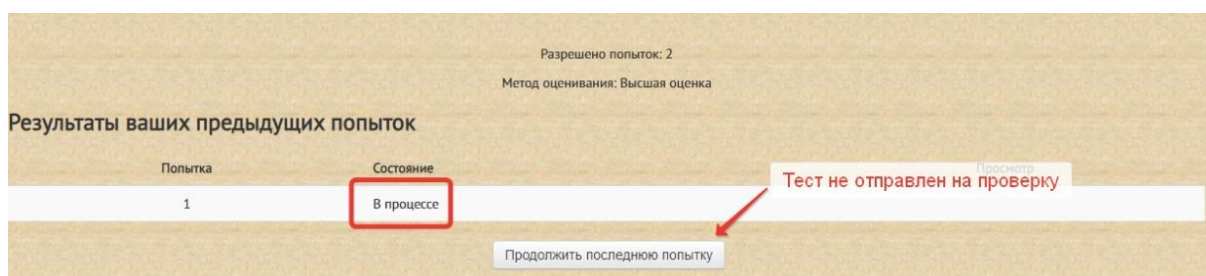 Разрешено попыток: 2
Метод оценивания: Высшая оценка
Результаты ваших предыдущих попыток
Попытка Состояние Просмотр
Тест не отправлен на проверку
1 В процессе
Продолжить последнюю попытку